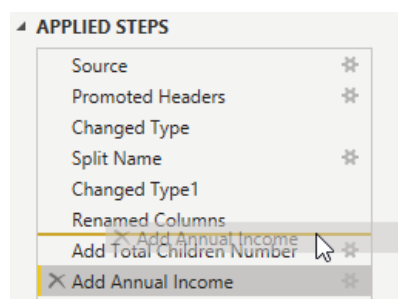 APPLIED STEPS
Source
Promoted Headers
Changed Type
Split Name
Changed Type1
Renamed Columns
Add Annual Income
Add Total Children Number
Add Annual Income